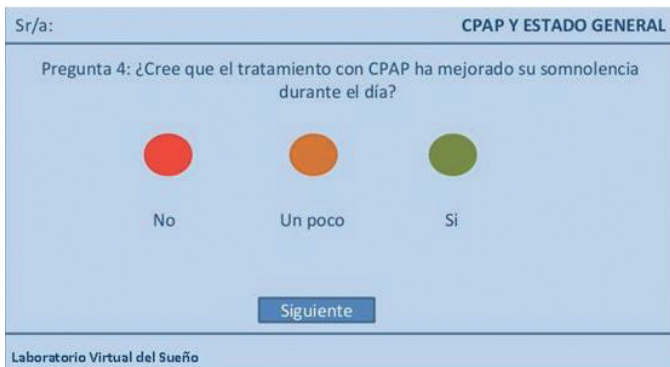 Sr/a:
CPAP Y ESTADO GENERAL
Pregunta 4: ¿Cree que el tratamiento con CPAP ha mejorado su somnolencia
durante el día?
No
Un poco
Si
Siguiente
Laboratorio Virtual del Sueño